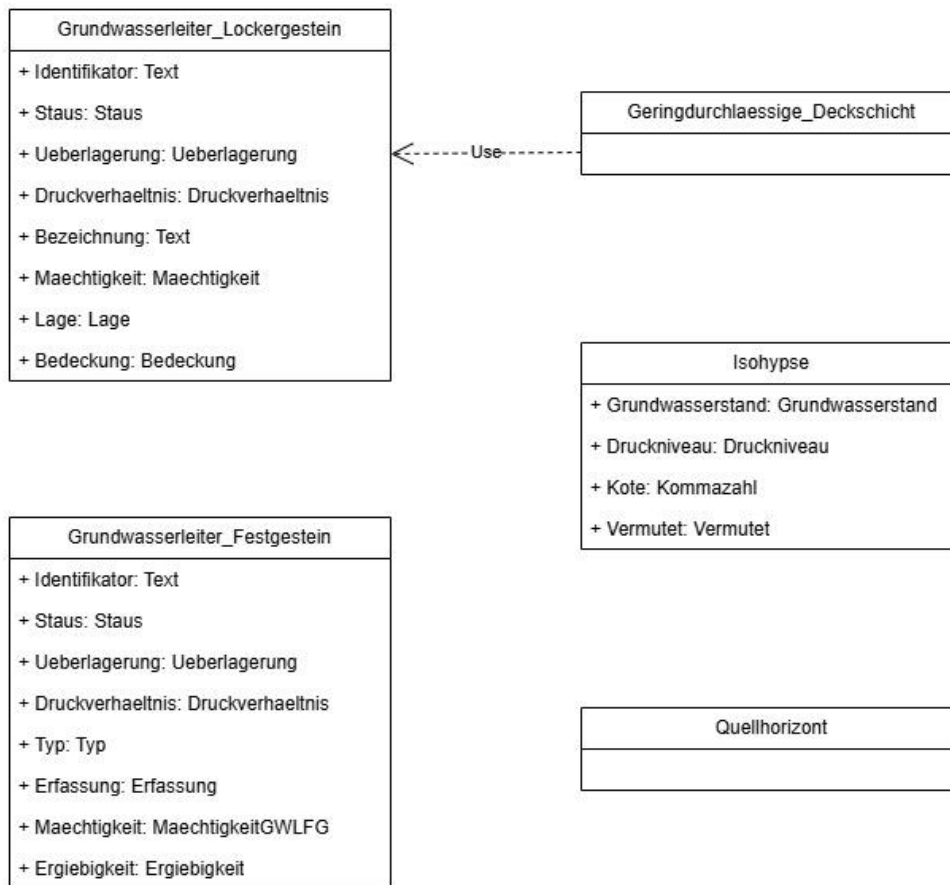 Grundwasserleiter_Lockergestein
+ Identifikator: Text
+ Staus: Staus
+ Ueberlagerung: Ueberlagerung
+ Druckverhaeltnis: Druckverhaeltnis
+ Bezeichnung: Text
+ Maechtigkeit: Maechtigkeit
+ Lage: Lage
+ Bedeckung: Bedeckung
Use
Geringdurchlaessige_Deckschicht
Isohypse
+ Grundwasserstand: Grundwasserstand
+ Druckniveau: Druckniveau
+ Kote: Kommazahl
+ Vermutet: Vermutet
Grundwasserleiter_Festgestein
+ Identifikator: Text
+ Staus: Staus
+ Ueberlagerung: Ueberlagerung
+ Druckverhaeltnis: Druckverhaeltnis
+ Typ: Typ
+ Erfassung: Erfassung
+ Maechtigkeit: MaechtigkeitGWLFG
+ Ergiebigkeit: Ergiebigkeit
Quellhorizont